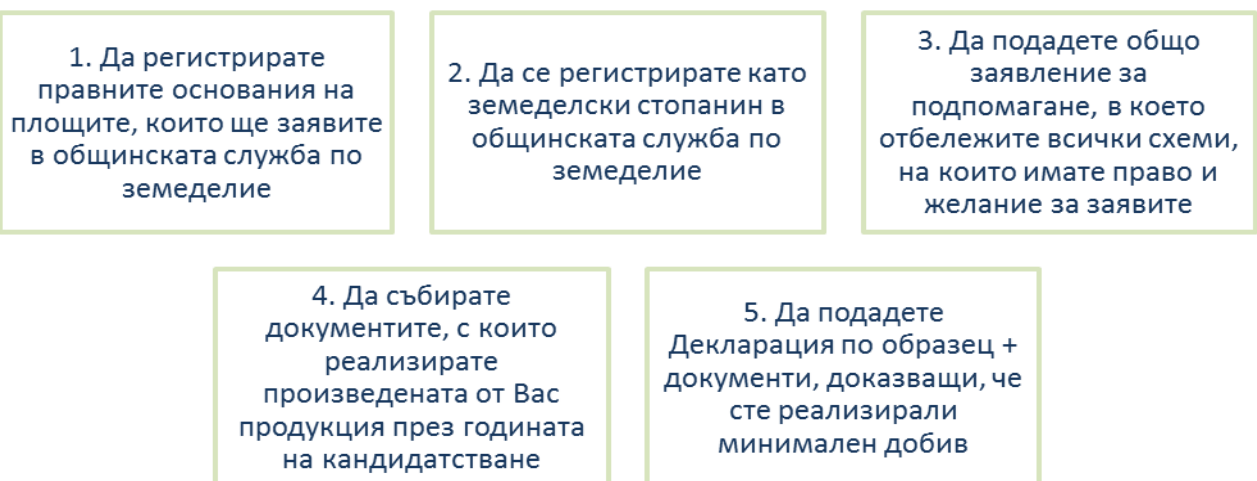 1. Да регистрирате
правните основания на
площите, които ще заявите
в общинската служба по
земеделие
2. Да се регистрирате като
земеделски стопанин в
общинската служба по
земеделие
3. Да подадете общо
заявление за
подпомагане, в което
отбележите всички схеми,
на които имате право и
желание за заявите
4. Да събирате
документите, с които
реализирате
произведената от Вас
продукция през годината
на кандидатстване
5. Да подадете
Декларация по образец +
документи, доказващи, че
сте реализирали
минимален добив